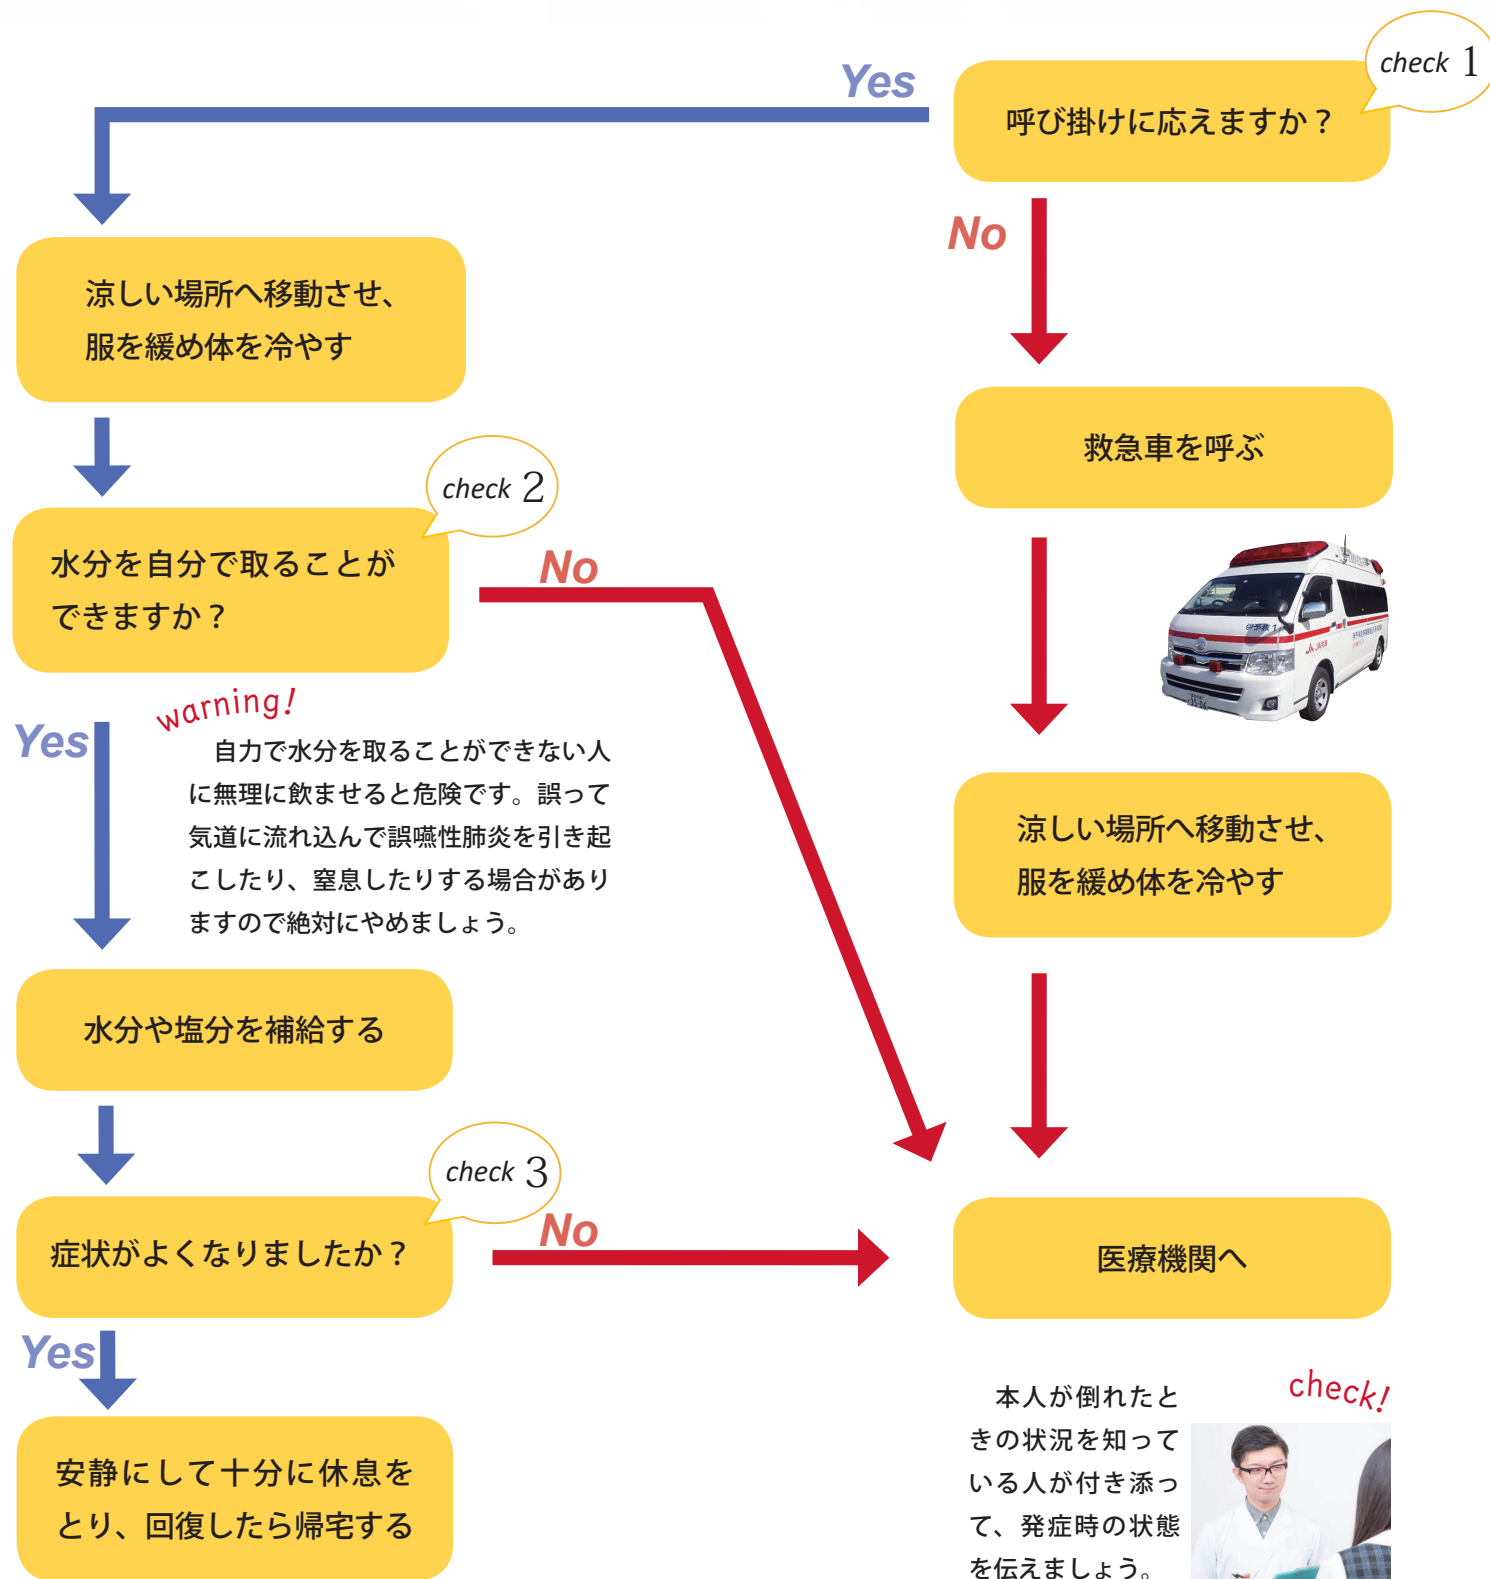 check 1
呼び掛けに応えますか？
Yes
No
涼しい場所へ移動させ、
服を緩め体を冷やす
救急車を呼ぶ
check 2
水分を自分で取ることが
できますか？
No
Yes
warning!
自力で水分を取ることができない人
に無理に飲ませると危険です。誤って
気道に流れ込んで誤嚥性肺炎を引き起
こしたり、窒息したりする場合があり
ますので絶対にやめましょう。
涼しい場所へ移動させ、
服を緩め体を冷やす
水分や塩分を補給する
check 3
症状がよくなりましたか？
No
医療機関へ
Yes
安静にして十分に休息を
とり、回復したら帰宅する
check!
本人が倒れたと
きの状況を知って
いる人が付き添っ
て、発症時の状態
を伝えましょう。